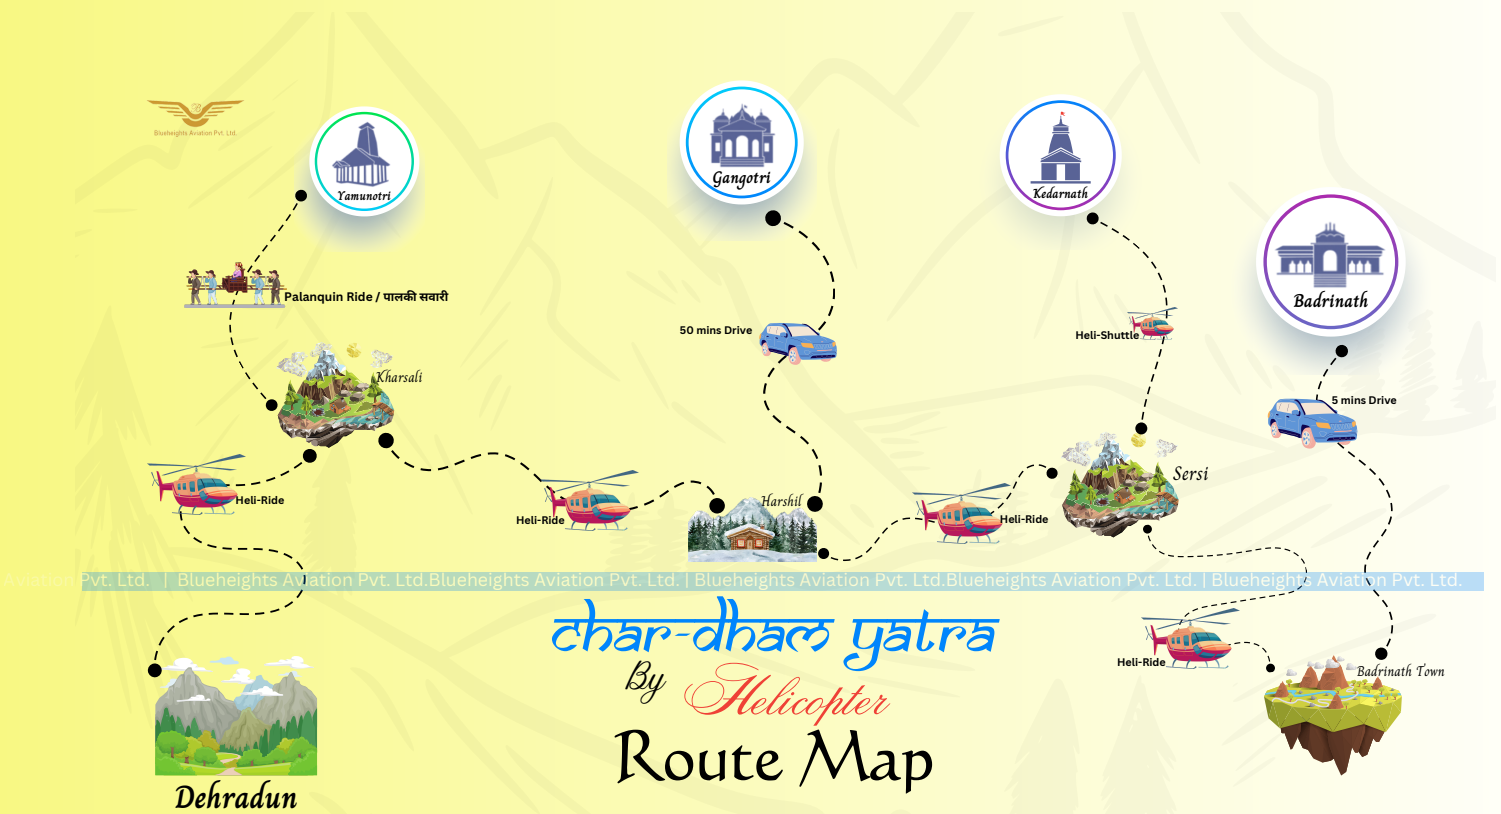 Blueheights Aviation Pvt. Ltd.
Yamunotri
Gangotri
Kedarnath
Badrinath
Palanquin Ride / पालकी सवारी
50 mins Drive
Heli-Shuttle
5 mins Drive
Kharsali
Heli-Ride
Heli-Ride
Harshil
Heli-Ride
Sersi
Aviation Pvt. Ltd. | Blueheights Aviation Pvt. Ltd.Blueheights Aviation Pvt. Ltd. | Blueheights Aviation Pvt. Ltd.Blueheights Aviation Pvt. Ltd. | Blueheights Aviation Pvt. Ltd.
Char-Dham Yatra
By Helicopter
Route Map
Heli-Ride
Badrinath Town
Dehradun